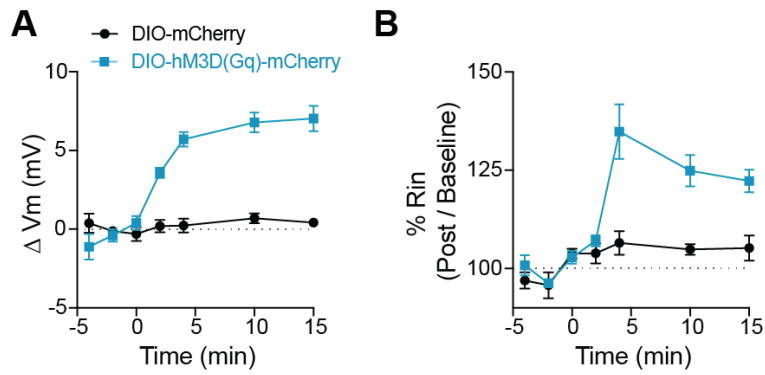 A
DIO-mCherry
DIO-hM3D(Gq)-mCherry
10
5
0
-5
-5 0 5 10 15
Δ Vm (mV)
Time (min)
B
150
125
100
-5 0 5 10 15
% Rin
(Post / Baseline)
Time (min)